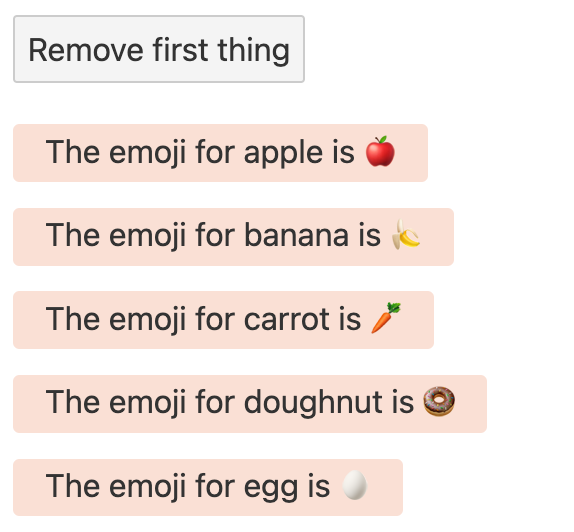 Remove first thing
The emoji for apple is 🍎
The emoji for banana is 🍌
The emoji for carrot is 🥕
The emoji for doughnut is 🍩
The emoji for egg is 🥚